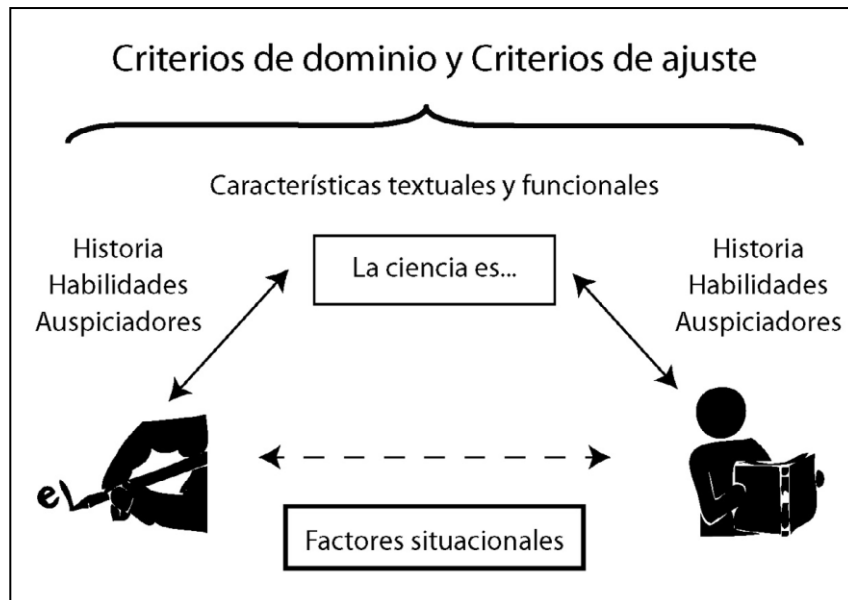 Criterios de dominio y Criterios de ajuste
Características textuales y funcionales
Historia
Habilidades
Auspiciadores
La ciencia es...
Historia
Habilidades
Auspiciadores
e
Factores situacionales